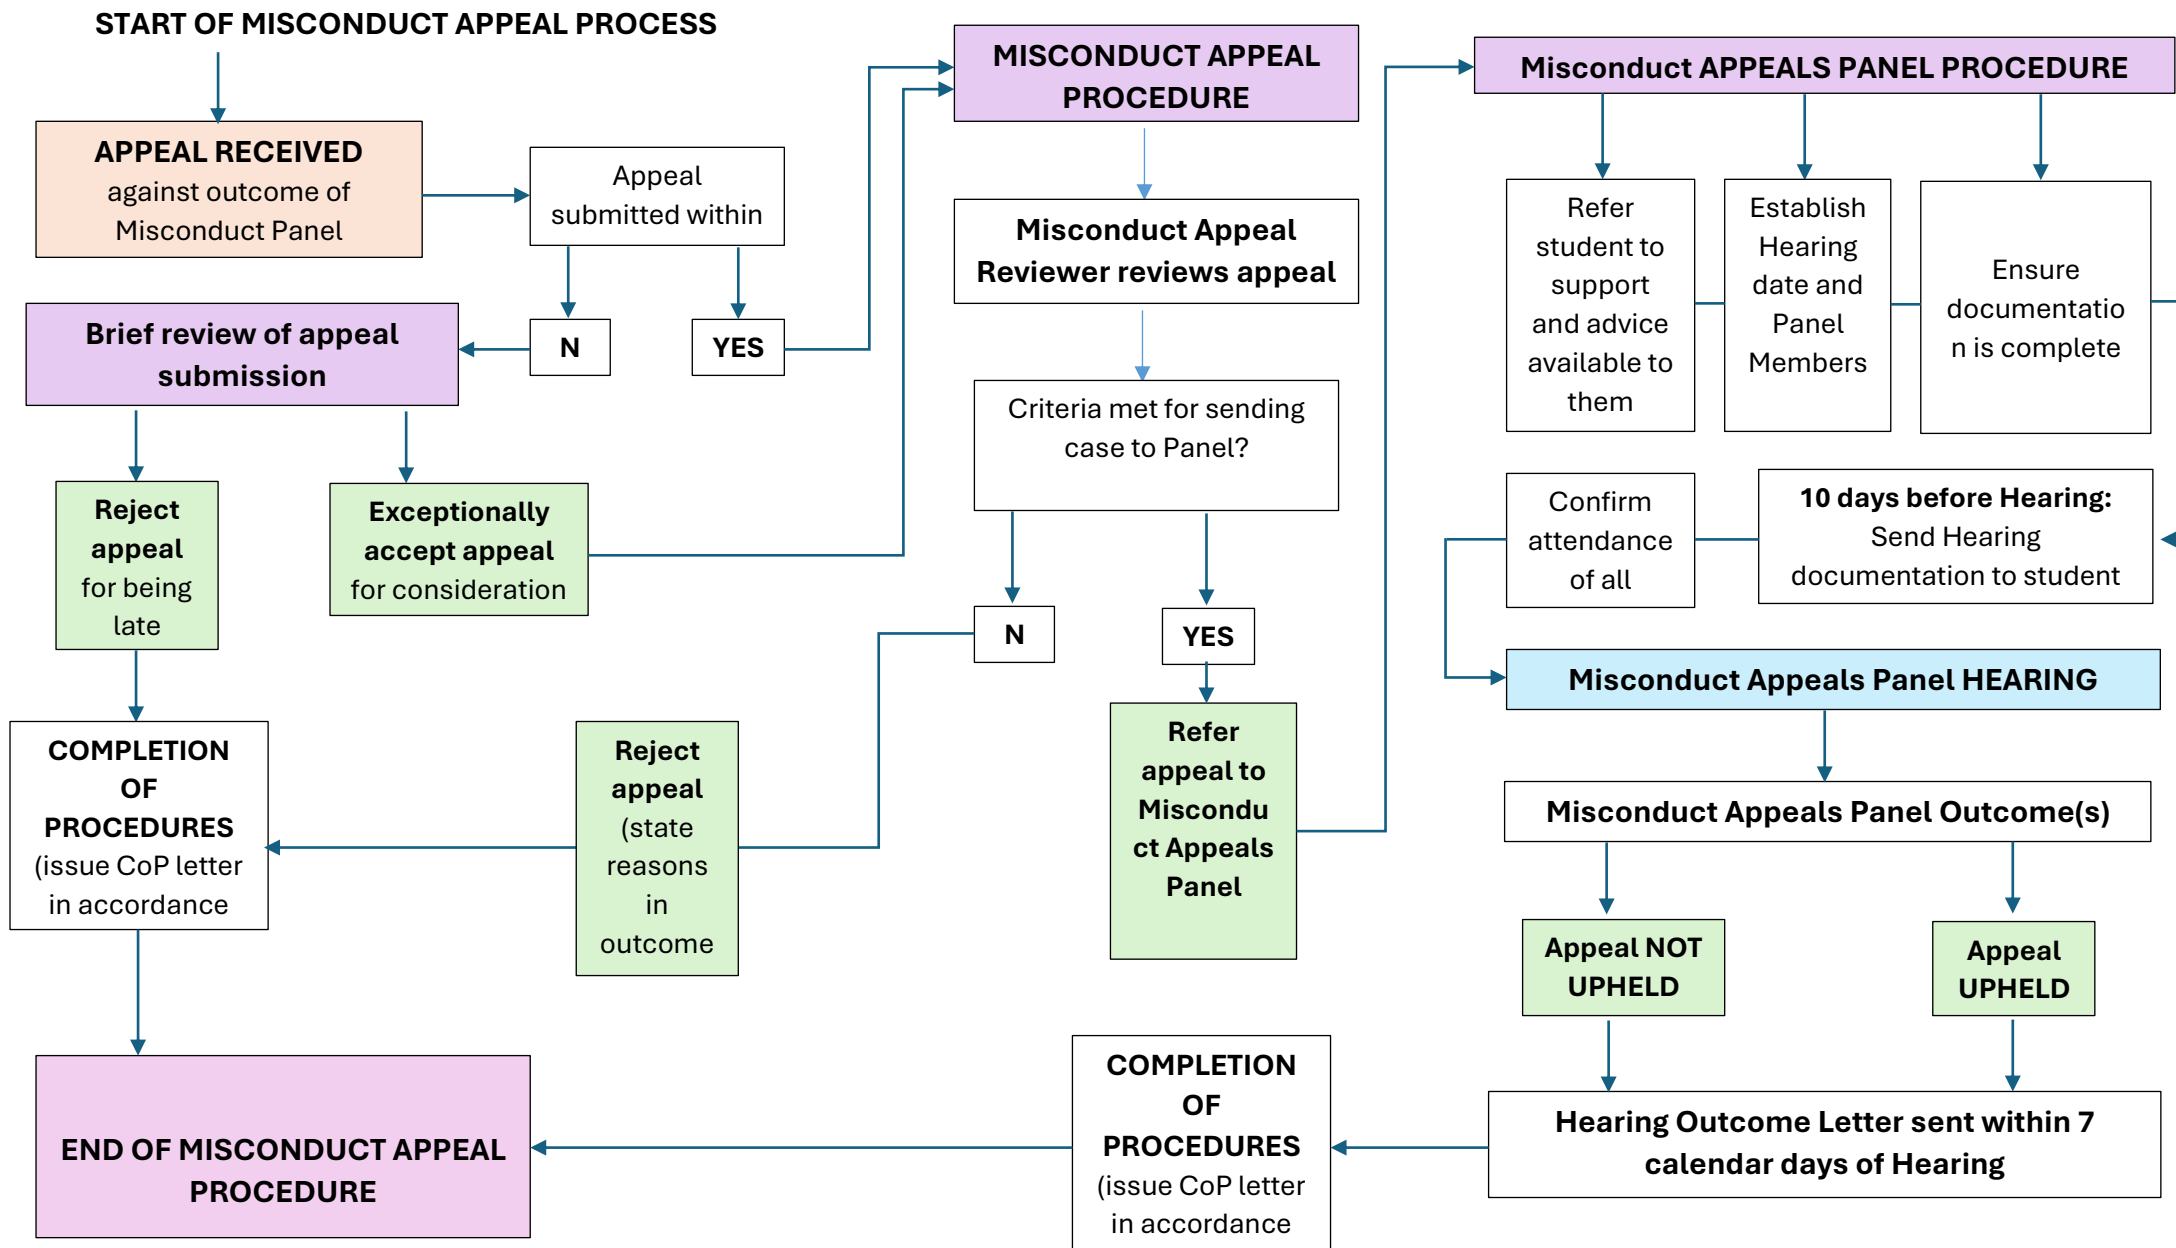 START OF MISCONDUCT APPEAL PROCESS
APPEAL RECEIVED
against outcome of
Misconduct Panel
Appeal
submitted within
N
YES
Brief review of appeal
submission
Reject
appeal
for being
late
Exceptionally
accept appeal
for consideration
COMPLETION
OF
PROCEDURES
(issue CoP letter
in accordance
Reject
appeal
(state
reasons
in
outcome
END OF MISCONDUCT APPEAL
PROCEDURE
MISCONDUCT APPEAL
PROCEDURE
Misconduct Appeal
Reviewer reviews appeal
Criteria met for sending
case to Panel?
N
YES
Refer
appeal to
Miscondu
ct Appeals
Panel
Misconduct APPEALS PANEL PROCEDURE
Refer
student to
support
and advice
available to
them
Establish
Hearing
date and
Panel
Members
Ensure
documentatio
n is complete
10 days before Hearing:
Send Hearing
documentation to student
Confirm
attendance
of all
Misconduct Appeals Panel HEARING
Misconduct Appeals Panel Outcome(s)
Appeal NOT
UPHELD
Appeal
UPHELD
Hearing Outcome Letter sent within 7
calendar days of Hearing
COMPLETION
OF
PROCEDURES
(issue CoP letter
in accordance